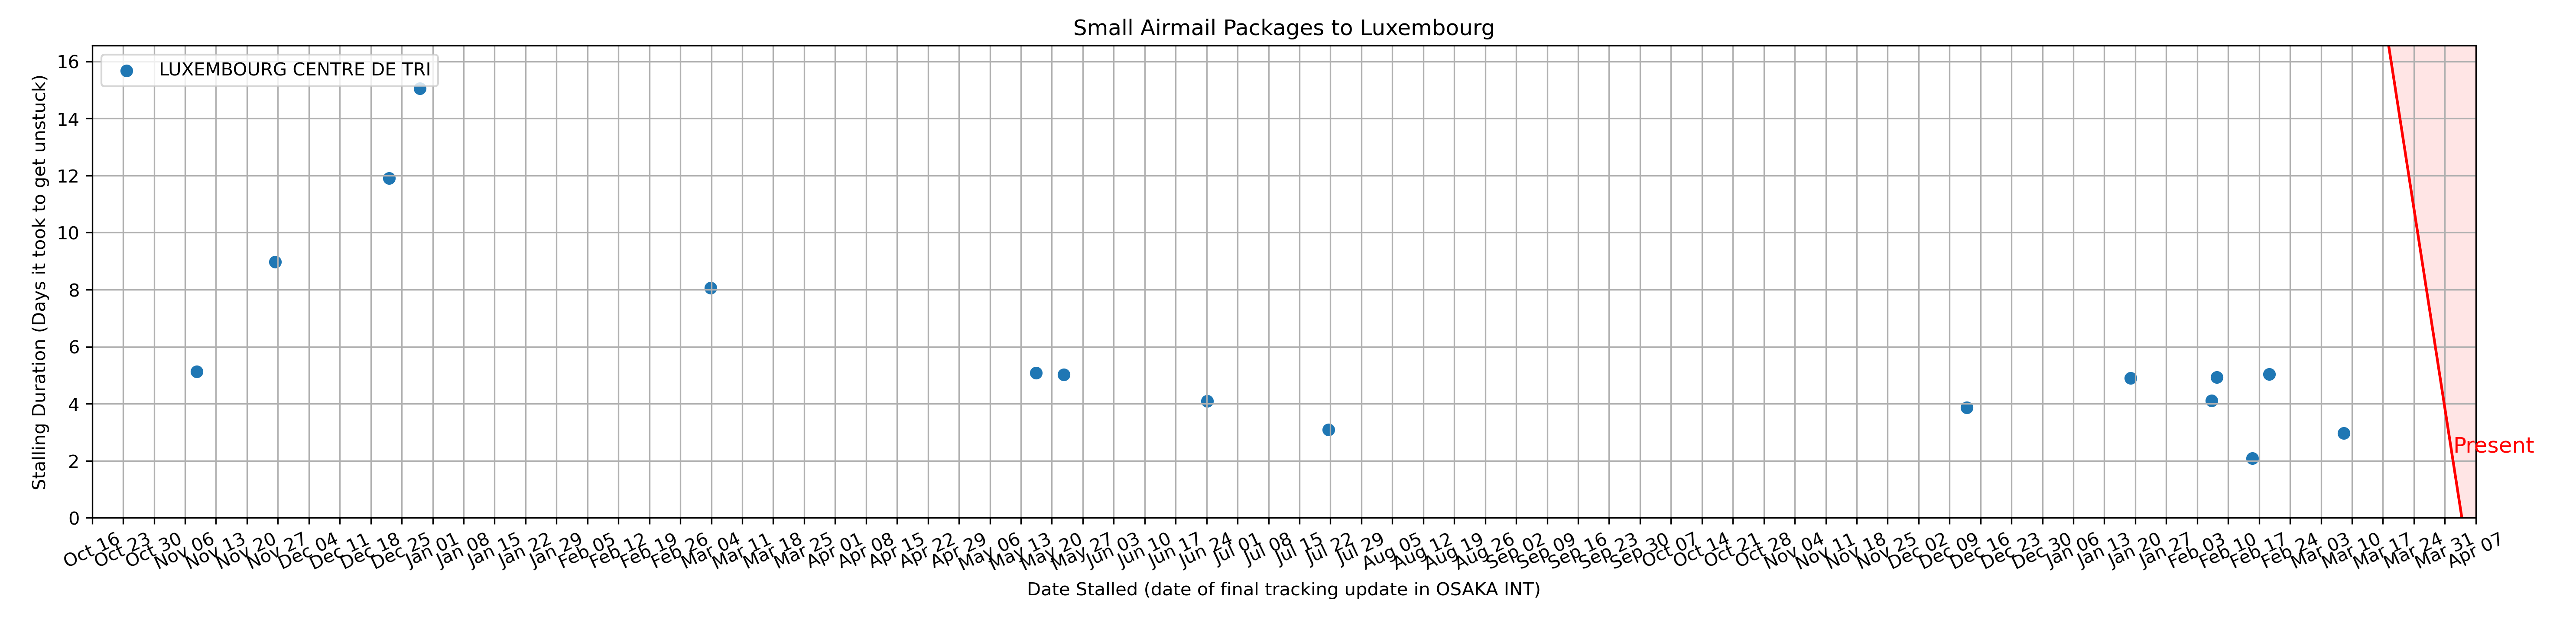 Small Airmail Packages to Luxembourg
LUXEMBOURG CENTRE DE TRI
Stalling Duration (Days it took to get unstuck)
16
14
12
10
8
6
4
2
0
Present
Oct 16 Oct 23 Oct 30 Nov 06 Nov 13 Nov 20 Nov 27 Dec 04 Dec 11 Dec 18 Dec 25 Jan 01 Jan 08 Jan 15 Jan 22 Jan 29 Feb 05 Feb 12 Feb 19 Feb 26 Mar 04 Mar 11 Mar 18 Mar 25 Apr 01 Apr 08 Apr 15 Apr 22 Apr 29 May 06 May 13 May 20 May 27 Jun 03 Jun 10 Jun 17 Jun 24 Jul 01 Jul 08 Jul 15 Jul 22 Jul 29 Aug 05 Aug 12 Aug 19 Aug 26 Sep 02 Sep 09 Sep 16 Sep 23 Sep 30 Oct 07 Oct 14 Oct 21 Oct 28 Nov 04 Nov 11 Nov 18 Nov 25 Dec 02 Dec 09 Dec 16 Dec 23 Dec 30 Jan 06 Jan 13 Jan 20 Jan 27 Feb 03 Feb 10 Feb 17 Feb 24 Mar 03 Mar 10 Mar 17 Mar 24 Mar 31 Apr 07
Date Stalled (date of final tracking update in OSAKA INT)